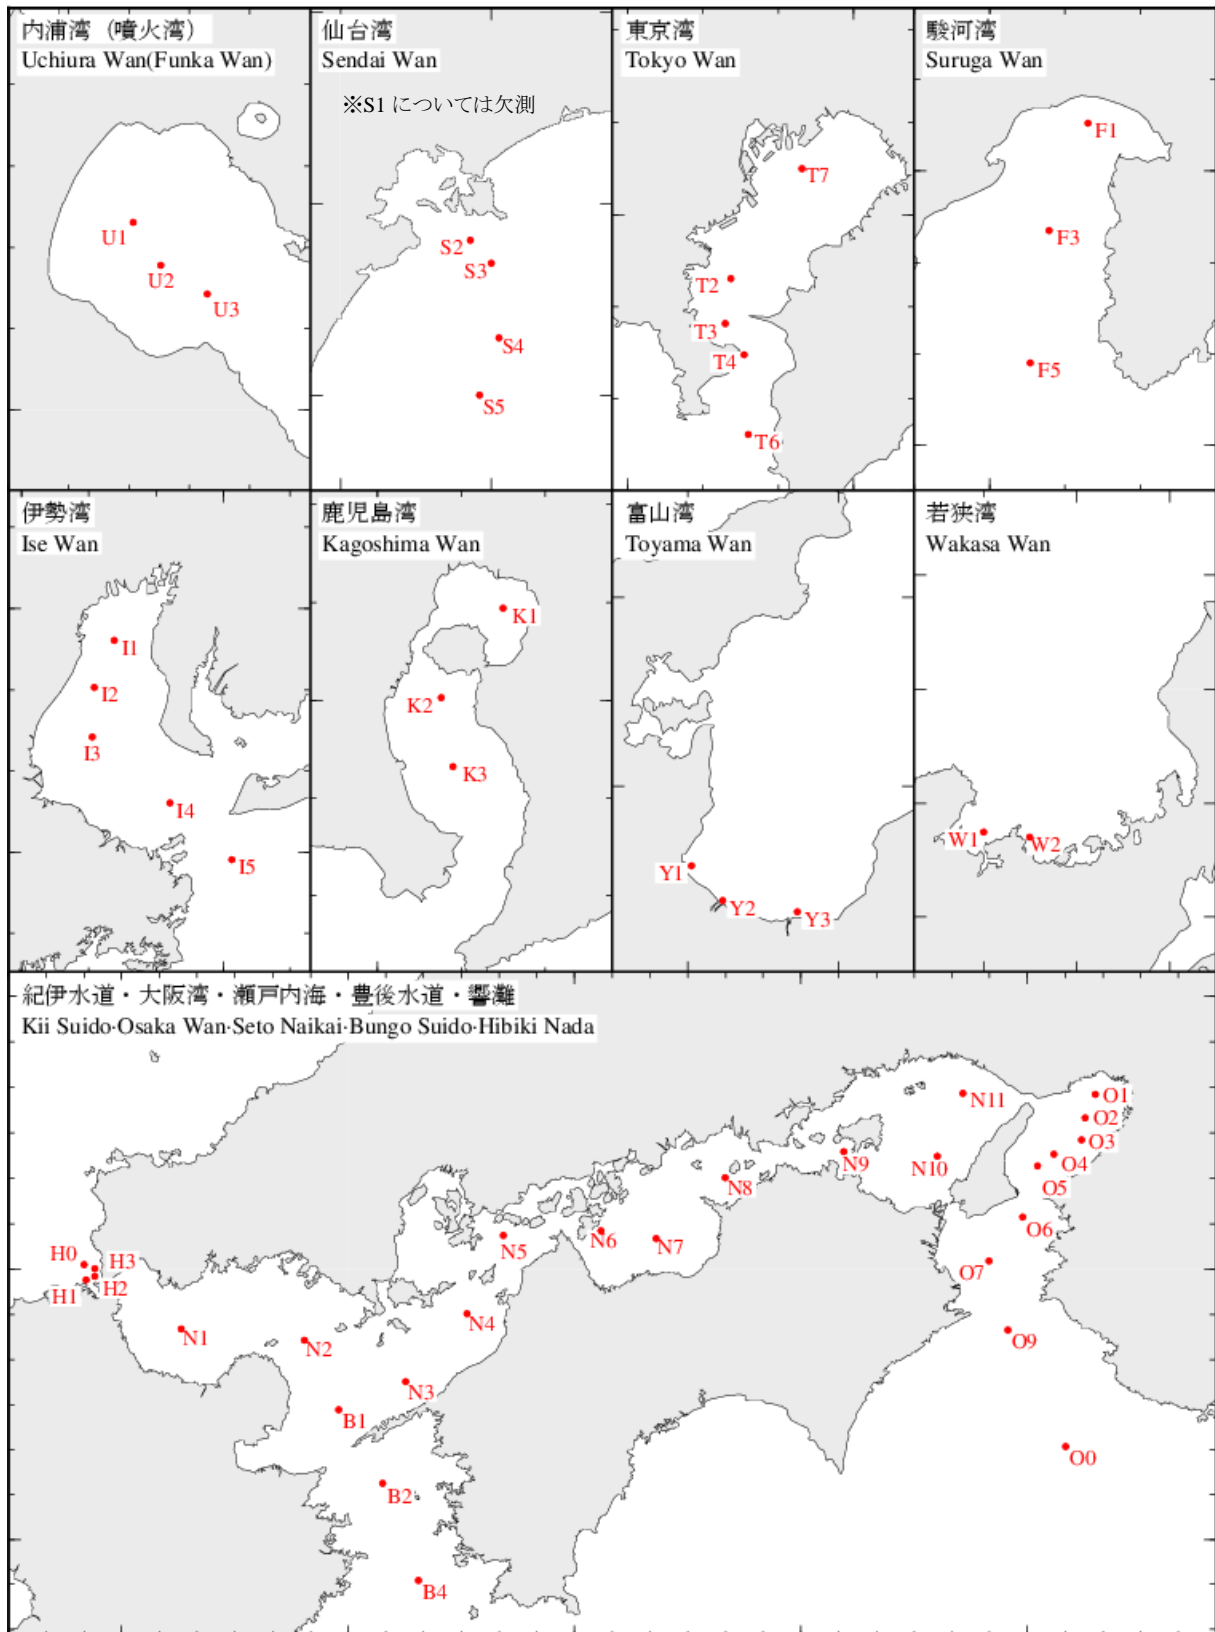 内浦湾（噴火湾）
Uchiura Wan(Funka Wan)
U1
U2
U3
仙台湾
Sendai Wan
※S1 については欠測
S2
S3
S4
S5
東京湾
Tokyo Wan
T7
T2
T3
T4
T6
駿河湾
Suruga Wan
F1
F3
F5
伊勢湾
Ise Wan
I1
I2
I3
I4
I5
鹿児島湾
Kagoshima Wan
K1
K2
K3
富山湾
Toyama Wan
Y1
Y2
Y3
若狭湾
Wakasa Wan
W1
W2
紀伊水道・大阪湾・瀬戸内海・豊後水道・響灘
Kii Suido·Osaka Wan·Seto Naikai·Bungo Suido·Hibiki Nada
N11
O1
O2
O3
N9
N10
O4
O5
N8
O6
N5
N6
N7
H0
H3
O7
H1
H2
N1
N2
N4
O9
N3
B1
O0
B2
B4